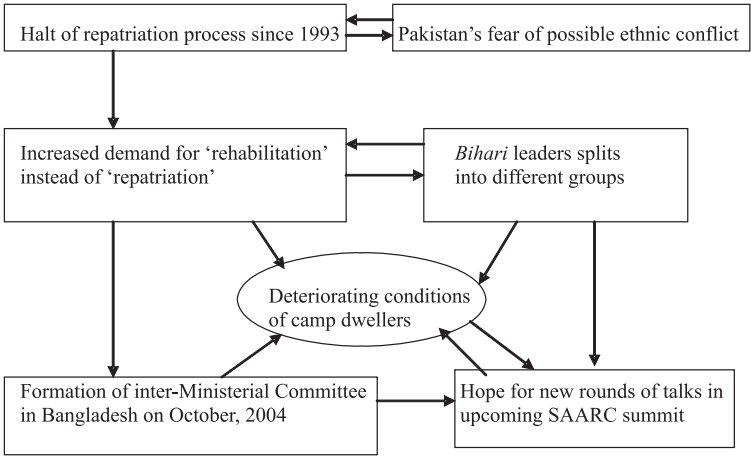 Halt of repatriation process since 1993
Pakistan's fear of possible ethnic conflict
Increased demand for 'rehabilitation'
instead of 'repatriation'
Bihari leaders splits
into different groups
Deteriorating conditions
of camp dwellers
Formation of inter-Ministerial Committee
in Bangladesh on October, 2004
Hope for new rounds of talks in
upcoming SAARC summit